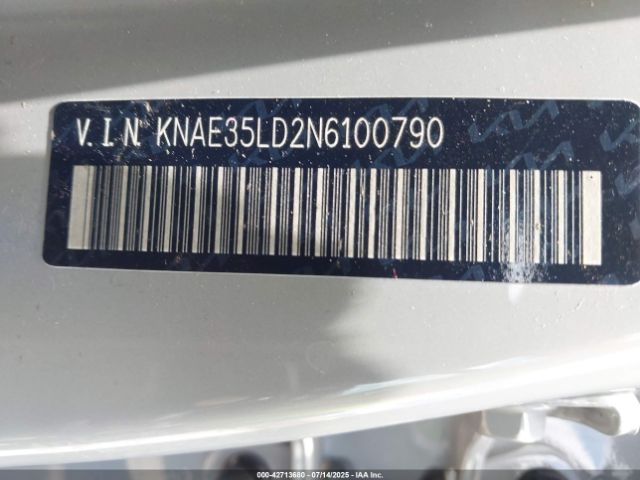 V.I.N. KNAE35LD2N6100790
000-42713680 - 07/14/2025 - IAA Inc.